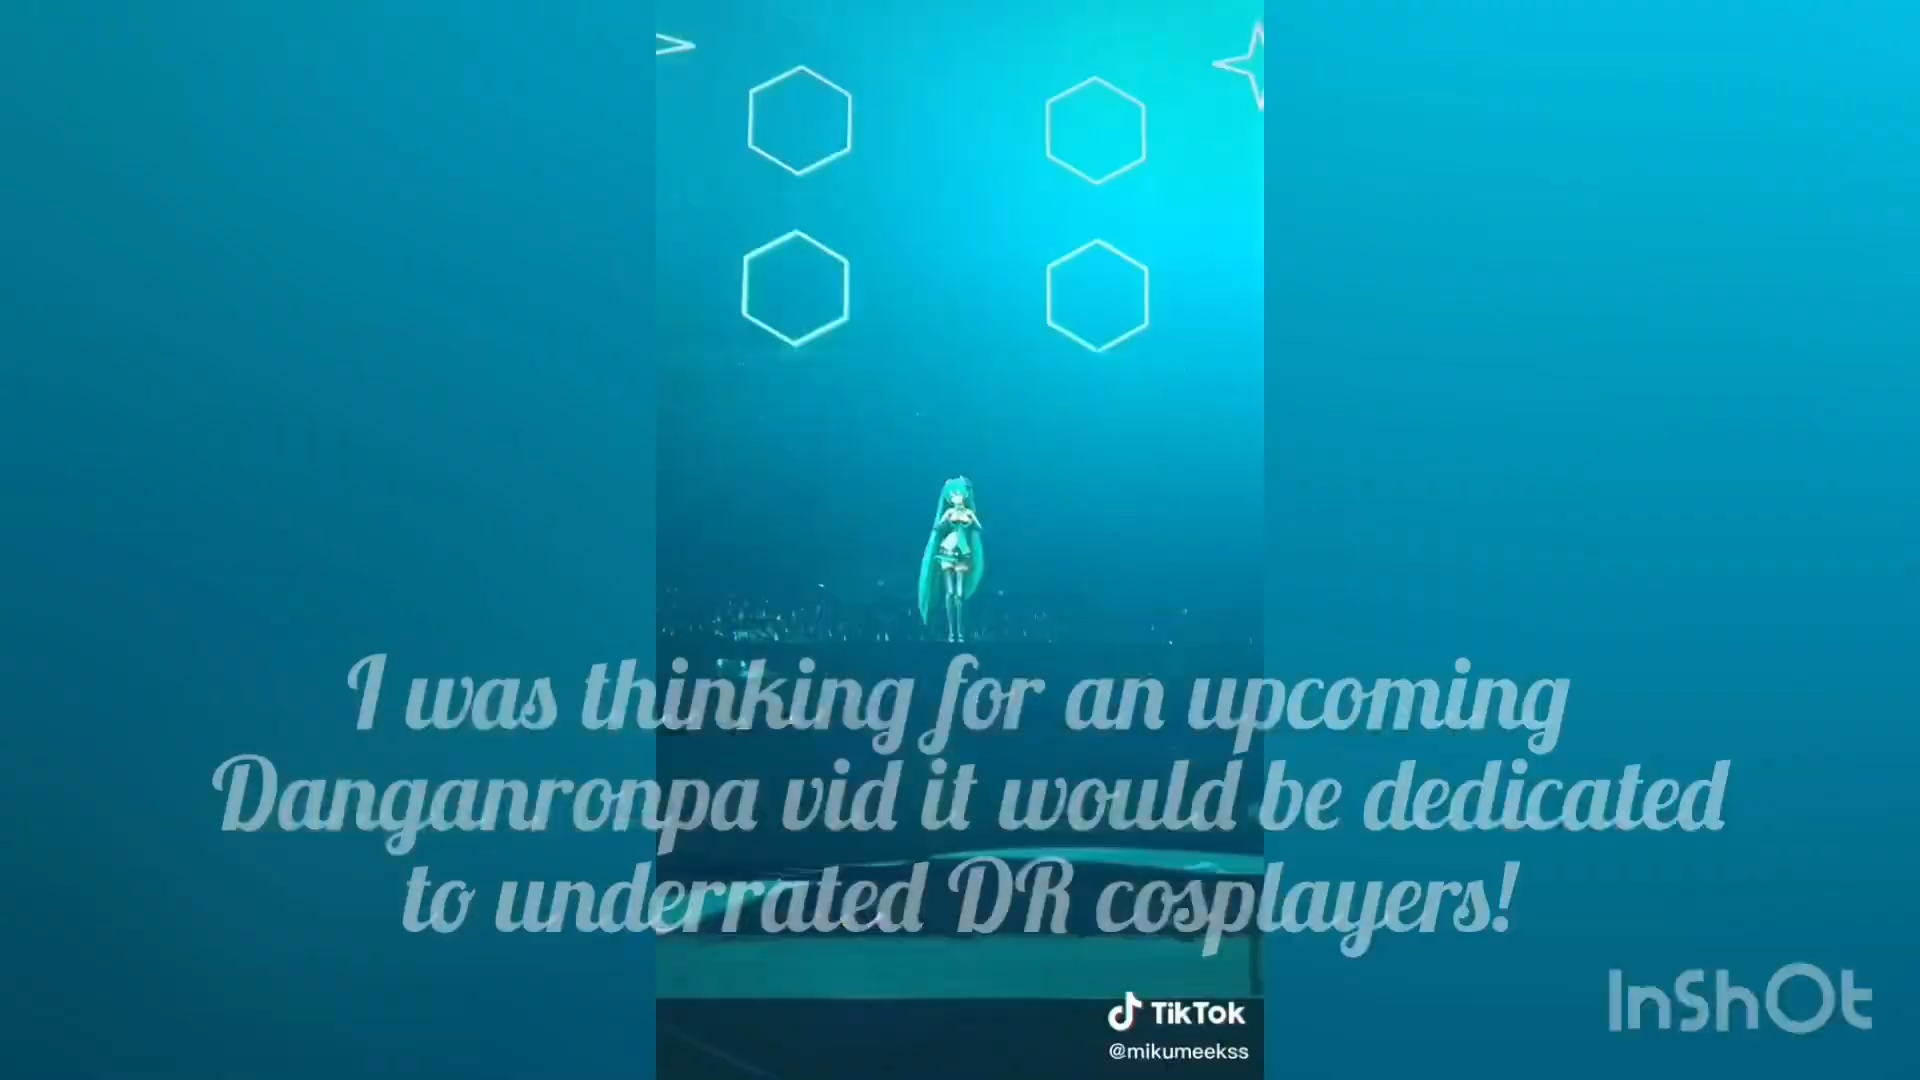 I was thinking for an upcoming
Danganronpa vid it would be dedicated
to underrated DR cosplayers!
InShOt
TikTok
@mikumeekss